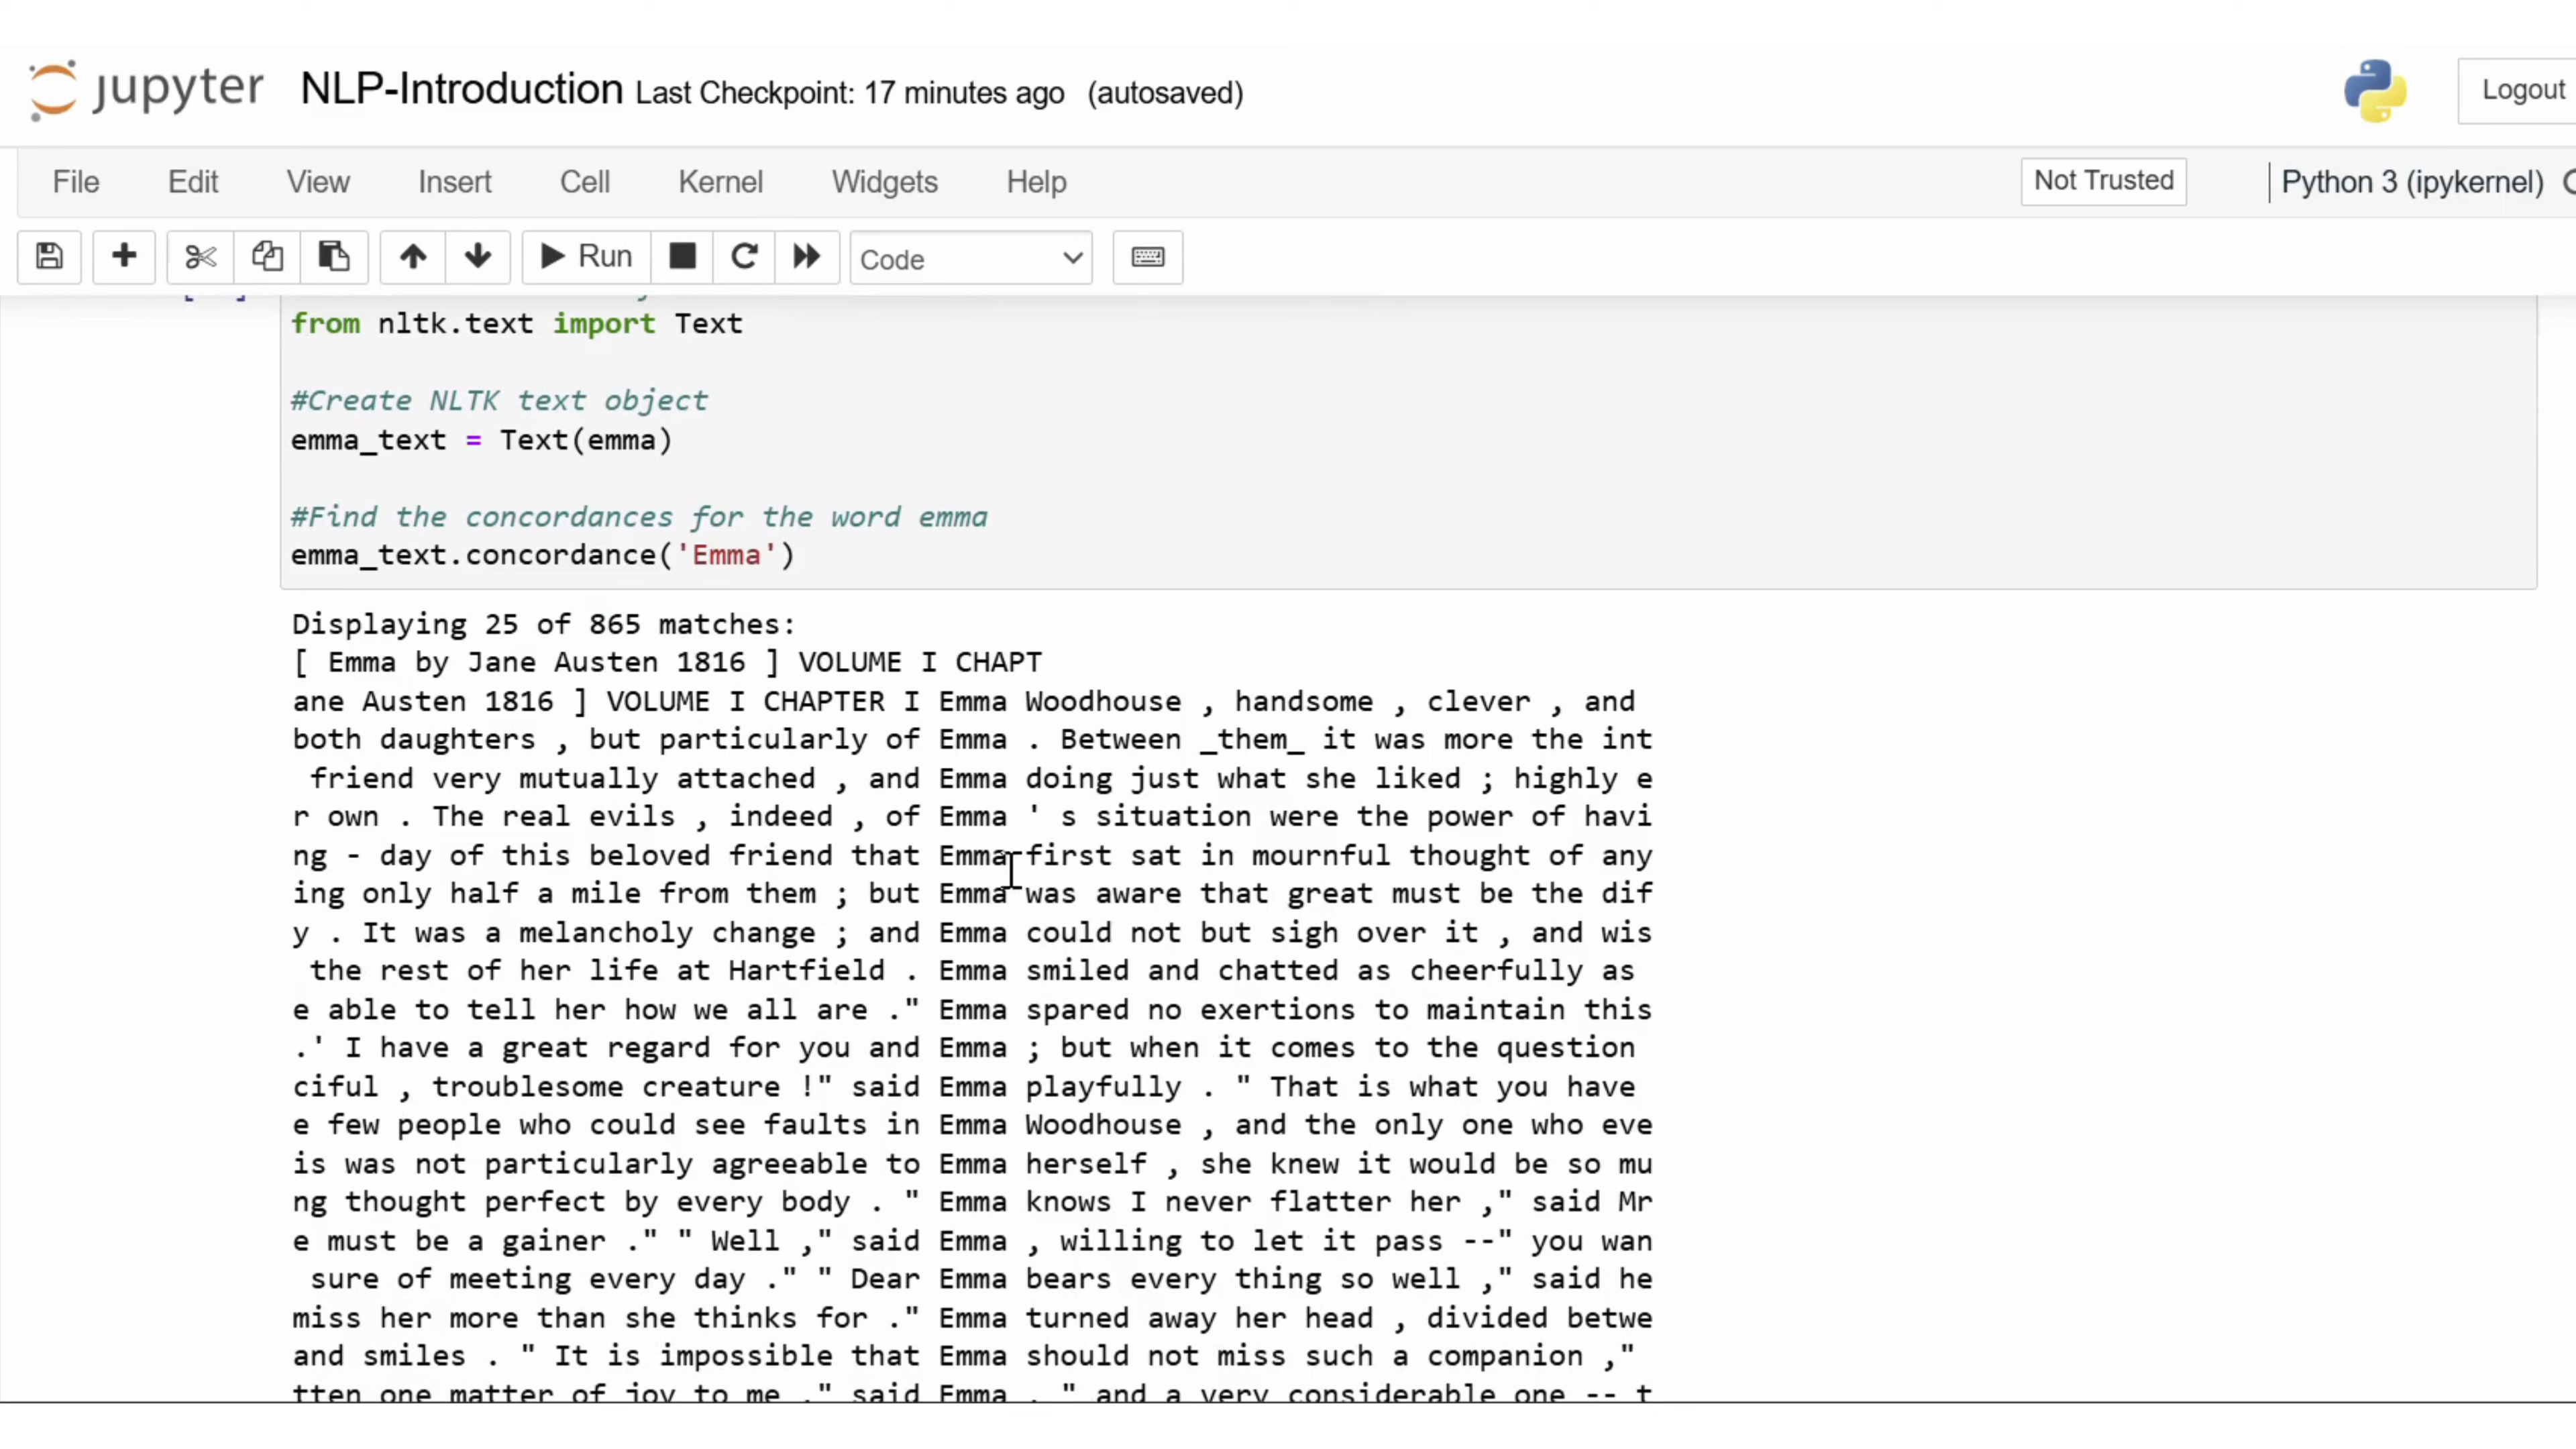 jupyter NLP-Introduction Last Checkpoint: 17 minutes ago (autosaved) Logout
File Edit View Insert Cell Kernel Widgets Help Not Trusted Python 3 (ipykernel)
Run Code
from nltk.text import Text
#Create NLTK text object
emma_text = Text(emma)
#Find the concordances for the word emma
emma_text.concordance('Emma')
Displaying 25 of 865 matches:
[ Emma by Jane Austen 1816 ] VOLUME I CHAPT
ane Austen 1816 ] VOLUME I CHAPTER I Emma Woodhouse , handsome , clever , and
both daughters , but particularly of Emma . Between _them_ it was more the int
friend very mutually attached , and Emma doing just what she liked ; highly e
r own . The real evils , indeed , of Emma ' s situation were the power of havi
ng - day of this beloved friend that Emma first sat in mournful thought of any
ing only half a mile from them ; but Emma was aware that great must be the dif
y . It was a melancholy change ; and Emma could not but sigh over it , and wis
the rest of her life at Hartfield . Emma smiled and chatted as cheerfully as
e able to tell her how we all are ." Emma spared no exertions to maintain this
.' I have a great regard for you and Emma ; but when it comes to the question
ciful , troublesome creature !" said Emma playfully . " That is what you have
e few people who could see faults in Emma Woodhouse , and the only one who eve
is was not particularly agreeable to Emma herself , she knew it would be so mu
ng thought perfect by every body . " Emma knows I never flatter her ," said Mr
e must be a gainer ." " Well ," said Emma , willing to let it pass --" you wan
sure of meeting every day ." " Dear Emma bears every thing so well ," said he
miss her more than she thinks for ." Emma turned away her head , divided betwe
and smiles . " It is impossible that Emma should not miss such a companion ,"
tten one matter of joy to me ," said Emma , " and a very considerable one -- t